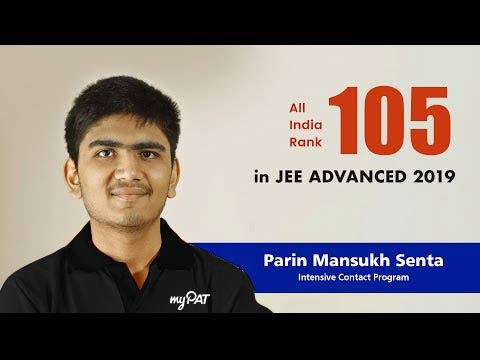 All
India
Rank
105
in JEE ADVANCED 2019
Parin Mansukh Senta
Intensive Contact Program
myPAT